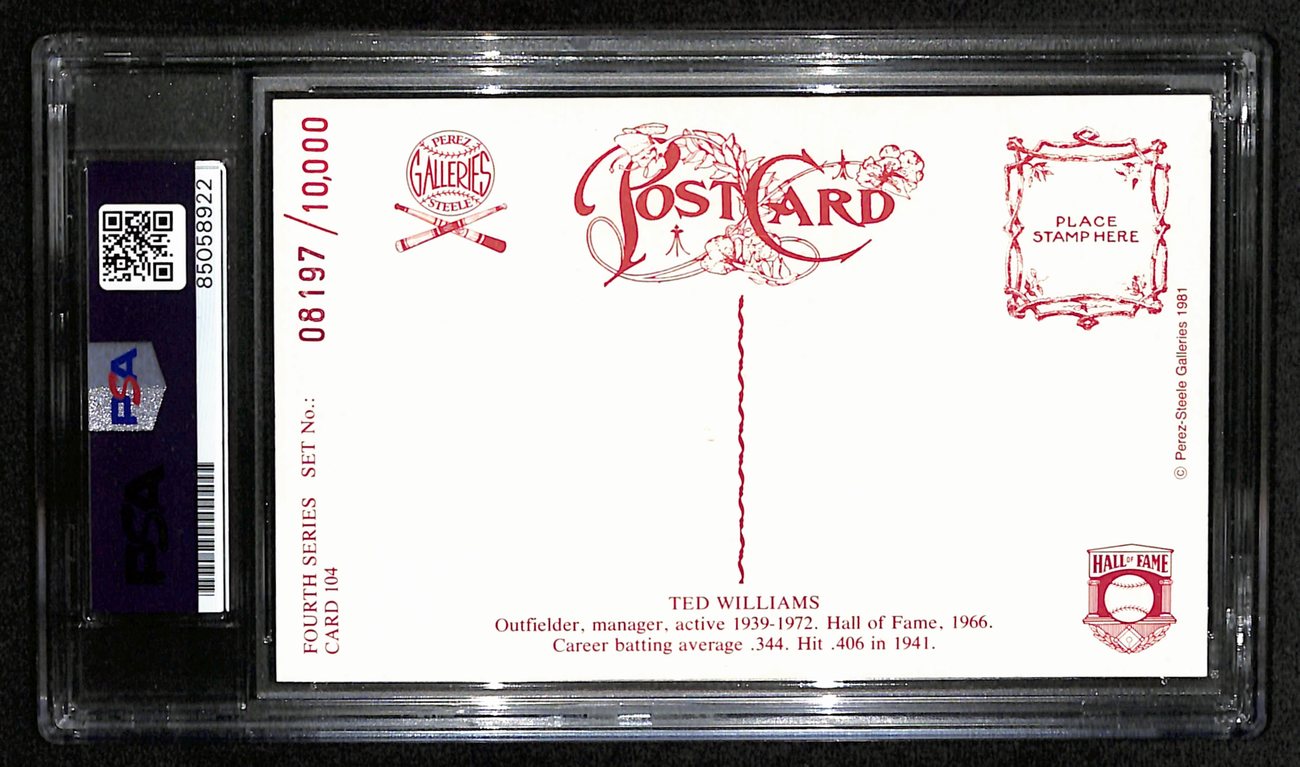 85058922
PSA
PSA
08197 / 10,000
FOURTH SERIES SET No.:
CARD 104
PEREZ
GALLERIES
STEELE
POSTCARD
PLACE
STAMP HERE
© Perez-Steele Galleries 1981
HALL OF FAME
TED WILLIAMS
Outfielder, manager, active 1939-1972. Hall of Fame, 1966.
Career batting average .344. Hit .406 in 1941.